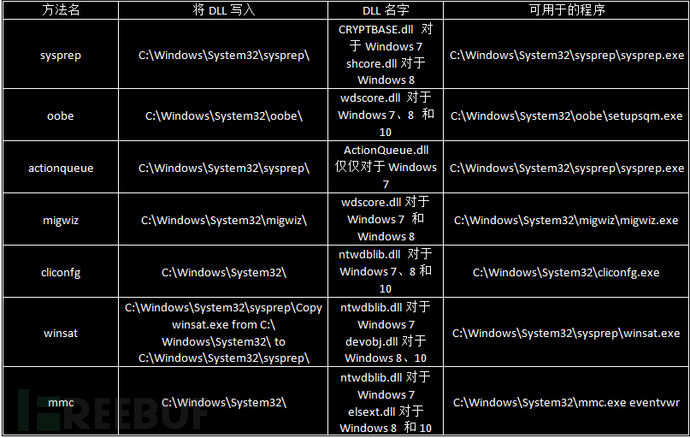 方法名
将 DLL 写入
DLL 名字
可用于的程序
sysprep
C:\Windows\System32\sysprep\
CRYPTBASE.dll 对
于 Windows 7
shcore.dll 对于
Windows 8
C:\Windows\System32\sysprep\sysprep.exe
oobe
C:\Windows\System32\oobe\
wdscore.dll 对于
Windows 7、8 和
10
C:\Windows\System32\oobe\setupsqm.exe
actionqueue
C:\Windows\System32\sysprep\
ActionQueue.dll
仅仅对于 Windows
7
C:\Windows\System32\sysprep\sysprep.exe
migwiz
C:\Windows\System32\migwiz\
wdscore.dll 对于
Windows 7 和
Windows 8
C:\Windows\System32\migwiz\migwiz.exe
cliconfg
C:\Windows\System32\
ntwdblib.dll 对于
Windows 7、8 和
10
C:\Windows\System32\cliconfg.exe
winsat
C:\Windows\System32\sysprep\Copy
winsat.exe from C:\
Windows\System32\ to
C:\Windows\System32\sysprep\
ntwdblib.dll 对于
Windows 7
devobj.dll 对于
Windows 8、10
C:\Windows\System32\sysprep\winsat.exe
mmc
C:\Windows\System32\
ntwdblib.dll 对于
Windows 7
elsext.dll 对于
Windows 8 和 10
C:\Windows\System32\mmc.exe eventvwr
FREEBUF